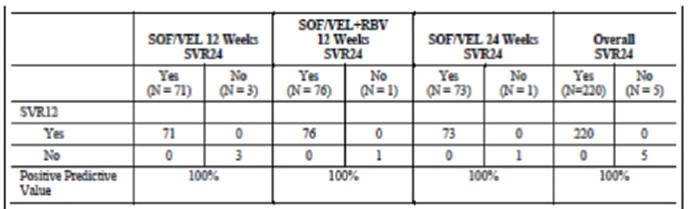 SOF/VEL 12 Weeks SVR24 SOF/VEL+RBV 12 Weeks SVR24 SOF/VEL 24 Weeks SVR24 Overall SVR24
Yes (N = 71) No (N = 3) Yes (N = 76) No (N = 1) Yes (N = 73) No (N = 1) Yes (N=220) No (N = 5)
SVR12
Yes 71 0 76 0 73 0 220 0
No 0 3 0 1 0 1 0 5
Positive Predictive Value 100% 100% 100% 100%